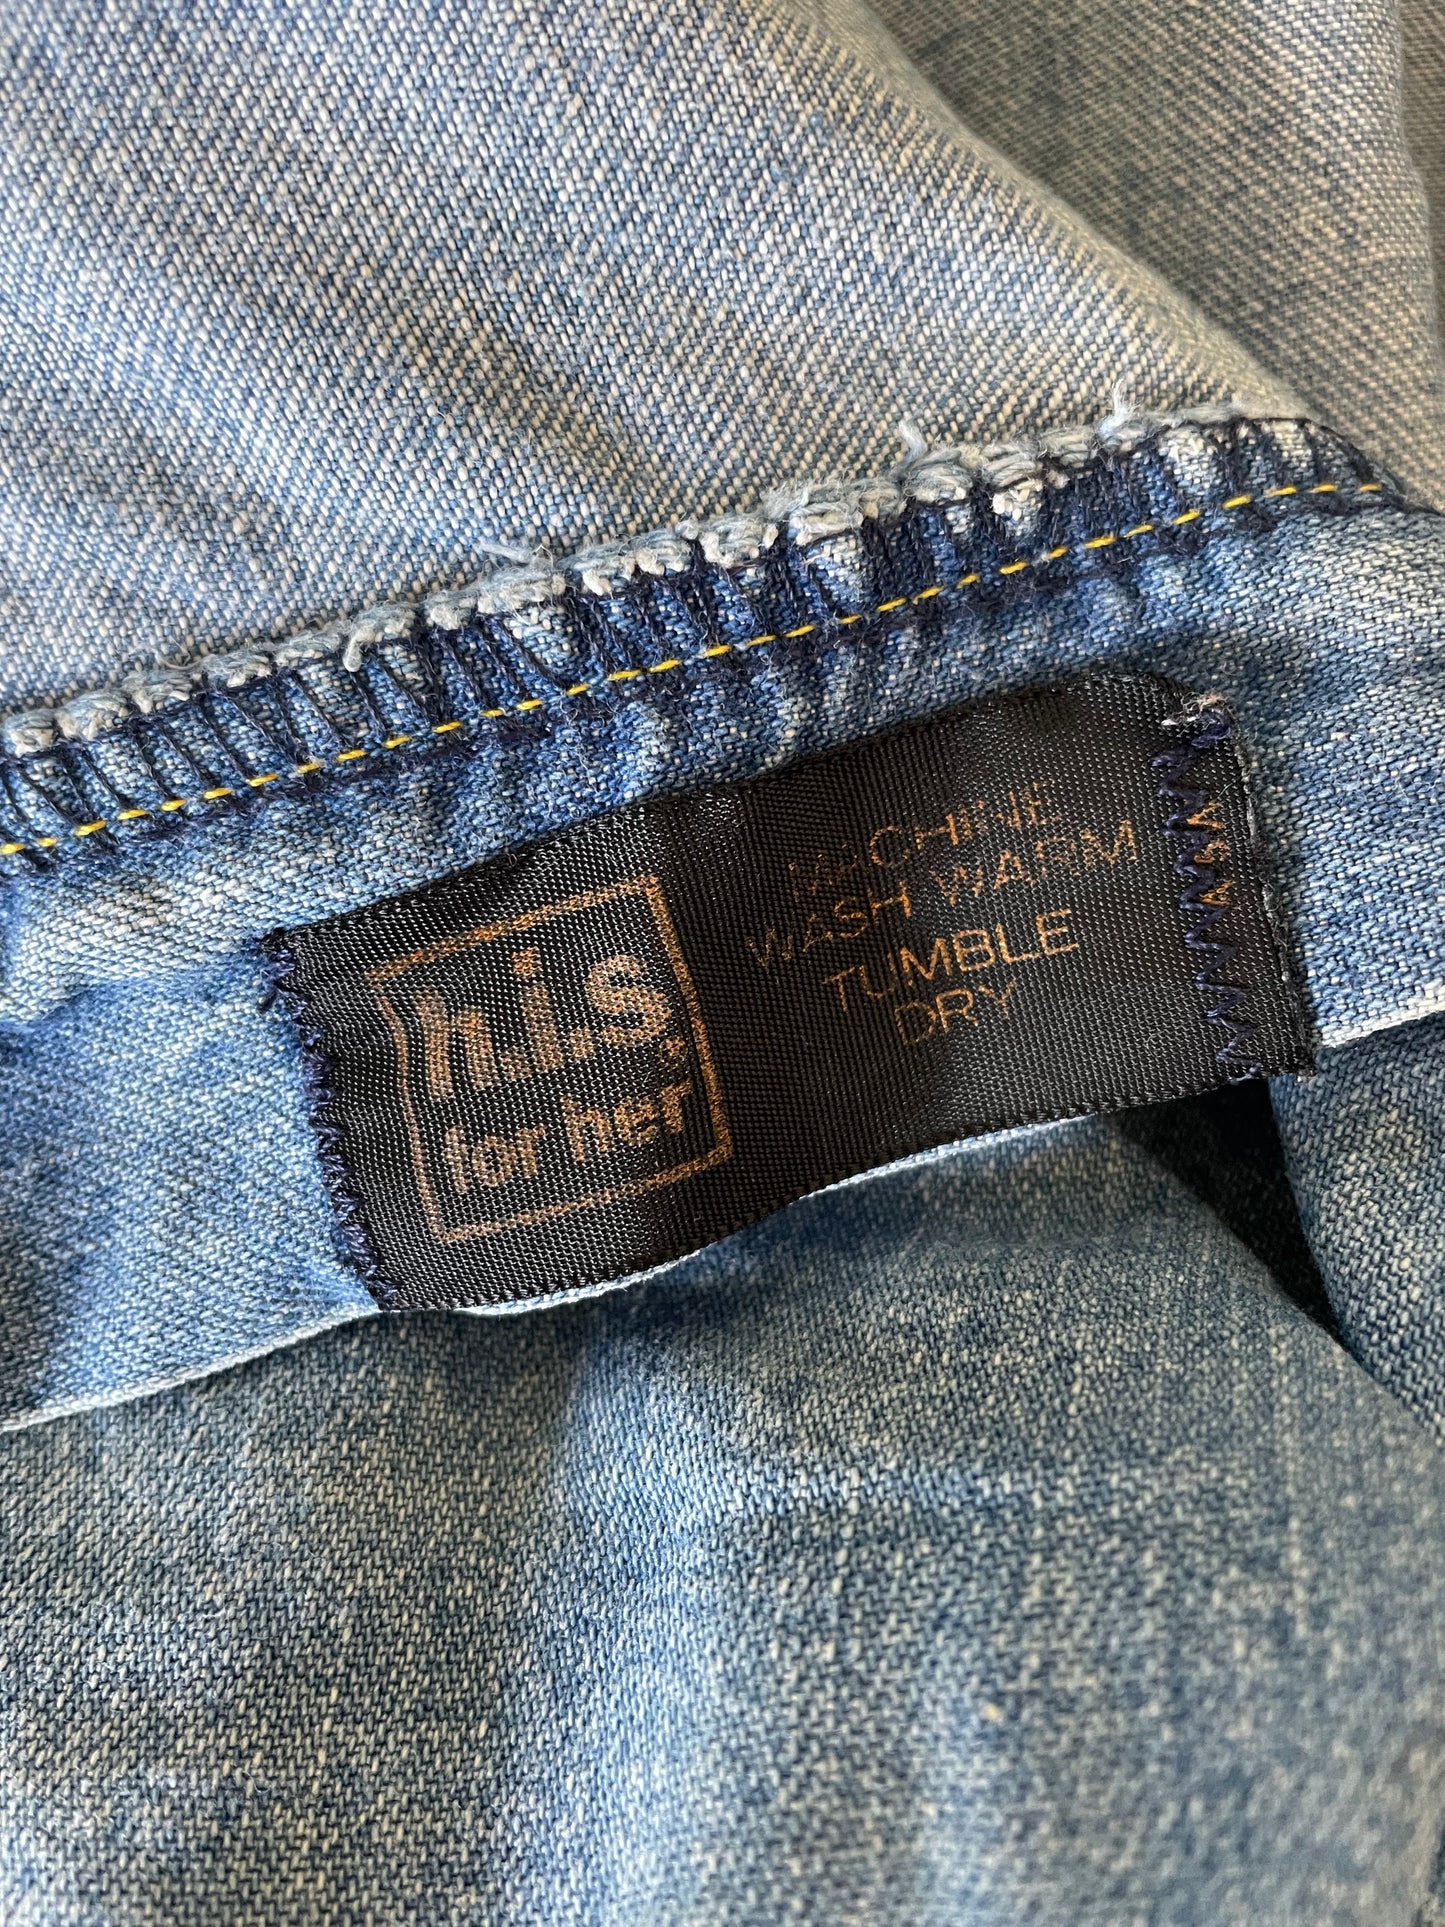 h.i.s.
for her
MACHINE
WASH WARM
TUMBLE
DRY